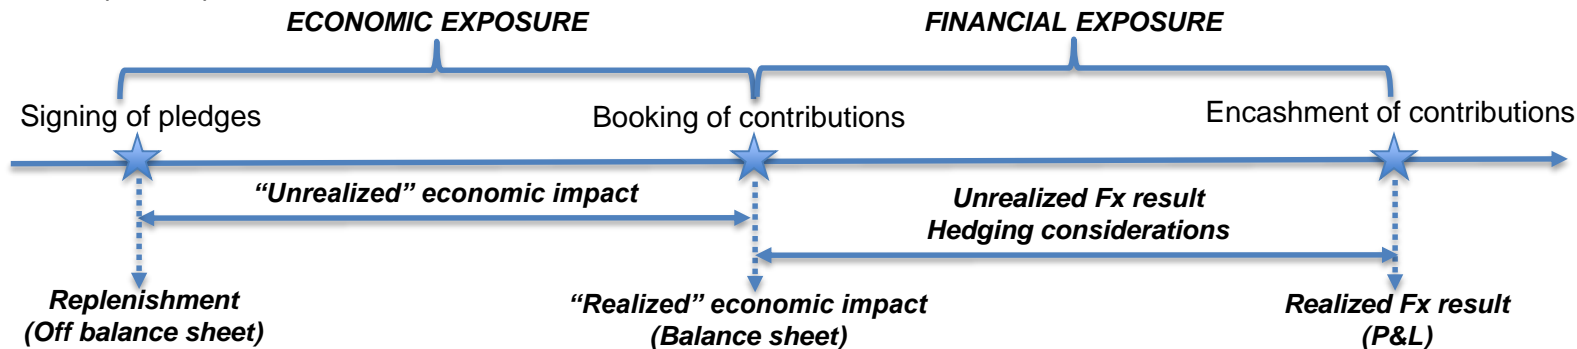 ECONOMIC EXPOSURE
FINANCIAL EXPOSURE
Signing of pledges
Booking of contributions
Encashment of contributions
“Unrealized” economic impact
Unrealized Fx result
Hedging considerations
Replenishment
(Off balance sheet)
“Realized” economic impact
(Balance sheet)
Realized Fx result
(P&L)